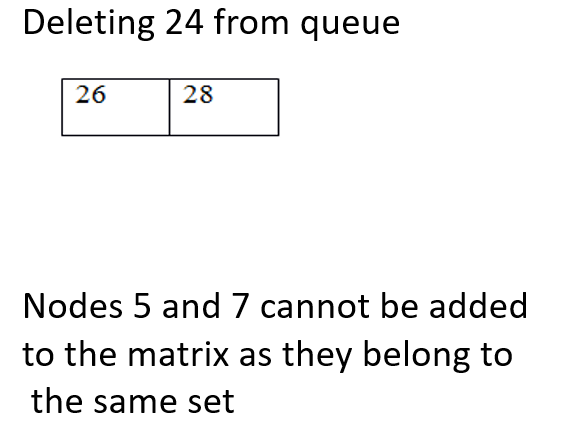 Deleting 24 from queue
26 28
Nodes 5 and 7 cannot be added
to the matrix as they belong to
the same set